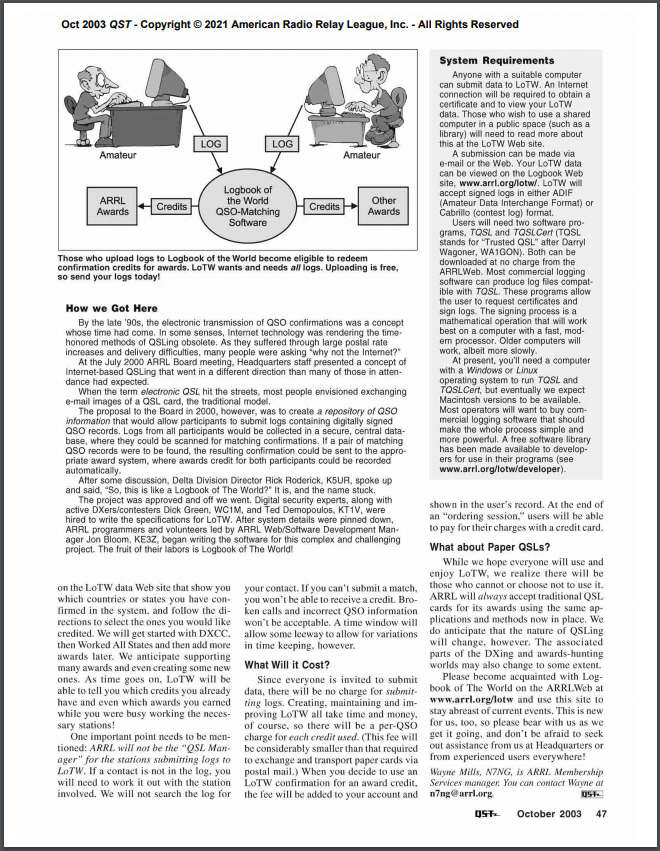 Oct 2003 QST - Copyright © 2021 American Radio Relay League, Inc. - All Rights Reserved
Amateur
LOG
LOG
Amateur
ARRL
Awards
Credits
Logbook of
the World
QSO-Matching
Software
Credits
Other
Awards
Those who upload logs to Logbook of the World become eligible to redeem
confirmation credits for awards. LoTW wants and needs all logs. Uploading is free,
so send your logs today!
How we Got Here
By the late '90s, the electronic transmission of QSO confirmations was a concept
whose time had come. In some senses, Internet technology was rendering the time-
honored methods of QSLing obsolete. As they suffered through large postal rate
increases and delivery difficulties, many people were asking "why not the Internet?"
At the July 2000 ARRL Board meeting, Headquarters staff presented a concept of
Internet-based QSLing that went in a different direction than many of those in atten-
dance had expected.
When the term electronic QSL hit the streets, most people envisioned exchanging
e-mail images of a QSL card, the traditional model.
The proposal to the Board in 2000, however, was to create a repository of QSO
information that would allow participants to submit logs containing digitally signed
QSO records. Logs from all participants would be collected in a secure, central data-
base, where they could be scanned for matching confirmations. If a pair of matching
QSO records were to be found, the resulting confirmation could be sent to the appro-
priate award system, where awards credit for both participants could be recorded
automatically.
After some discussion, Delta Division Director Rick Roderick, K5UR, spoke up
and said, "So, this is like a Logbook of The World?" It is, and the name stuck.
The project was approved and off we went. Digital security experts, along with
active DXers/contesters Dick Green, WC1M, and Ted Demopoulos, KT1V, were
hired to write the specifications for LoTW. After system details were pinned down,
ARRL programmers and volunteers led by ARRL Web/Software Development Man-
ager Jon Bloom, KE3Z, began writing the software for this complex and challenging
project. The fruit of their labors is Logbook of The World!
on the LoTW data Web site that show you
which countries or states you have con-
firmed in the system, and follow the di-
rections to select the ones you would like
credited. We will get started with DXCC,
then Worked All States and then add more
awards later. We anticipate supporting
many awards and even creating some new
ones. As time goes on, LoTW will be
able to tell you which credits you already
have and even which awards you earned
while you were busy working the neces-
sary stations!
One important point needs to be men-
tioned: ARRL will not be the "QSL Man-
ager" for the stations submitting logs to
LoTW. If a contact is not in the log, you
will need to work it out with the station
involved. We will not search the log for
your contact. If you can't submit a match,
you won't be able to receive a credit. Bro-
ken calls and incorrect QSO information
won't be acceptable. A time window will
allow some leeway to allow for variations
in time keeping, however.
What Will it Cost?
Since everyone is invited to submit
data, there will be no charge for submit-
ting logs. Creating, maintaining and im-
proving LoTW all take time and money,
of course, so there will be a per-QSO
charge for each credit used. (This fee will
be considerably smaller than that required
to exchange and transport paper cards via
postal mail.) When you decide to use an
LoTW confirmation for an award credit,
the fee will be added to your account and
System Requirements
Anyone with a suitable computer
can submit data to LoTW. An Internet
connection will be required to obtain a
certificate and to view your LoTW
data. Those who wish to use a shared
computer in a public space (such as a
library) will need to read more about
this at the LoTW Web site.
A submission can be made via
e-mail or the Web. Your LoTW data
can be viewed on the Logbook Web
site, www.arrl.org/lotw/. LoTW will
accept signed logs in either ADIF
(Amateur Data Interchange Format) or
Cabrillo (contest log) format.
Users will need two software pro-
grams, TQSL and TQSLCert (TQSL
stands for "Trusted QSL" after Darryl
Wagoner, WA1GON). Both can be
downloaded at no charge from the
ARRLWeb. Most commercial logging
software can produce log files compat-
ible with TQSL. These programs allow
the user to request certificates and
sign logs. The signing process is a
mathematical operation that will work
best on a computer with a fast, mod-
ern processor. Older computers will
work, albeit more slowly.
At present, you'll need a computer
with a Windows or Linux
operating system to run TQSL and
TQSLCert, but eventually we expect
Macintosh versions to be available.
Most operators will want to buy com-
mercial logging software that should
make the whole process simple and
more powerful. A free software library
has been made available to develop-
ers for use in their programs (see
www.arrl.org/lotw/developer).
shown in the user's record. At the end of
an "ordering session," users will be able
to pay for their charges with a credit card.
What about Paper QSLs?
While we hope everyone will use and
enjoy LoTW, we realize there will be
those who cannot or choose not to use it.
ARRL will always accept traditional QSL
cards for its awards using the same ap-
plications and methods now in place. We
do anticipate that the nature of QSLing
will change, however. The associated
parts of the DXing and awards-hunting
worlds may also change to some extent.
Please become acquainted with Log-
book of The World on the ARRLWeb at
www.arrl.org/lotw and use this site to
stay abreast of current events. This is new
for us, too, so please bear with us as we
get it going, and don't be afraid to seek
out assistance from us at Headquarters or
from experienced users everywhere!
Wayne Mills, N7NG, is ARRL Membership
Services manager. You can contact Wayne at
n7ng@arrl.org. QST
QST October 2003 47